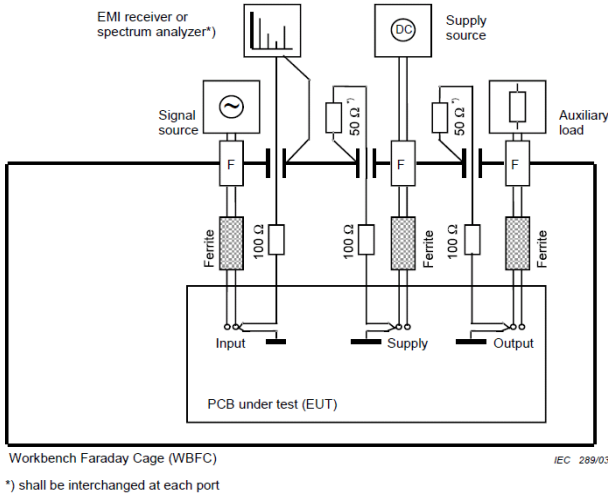 EMI receiver or
spectrum analyzer*)
DC
Supply
source
Signal
source
50 Ω *)
50 Ω *)
Auxiliary
load
F
F
F
Ferrite
100 Ω
100 Ω
Ferrite
100 Ω
Ferrite
Input
Supply
Output
PCB under test (EUT)
Workbench Faraday Cage (WBFC)
IEC 289/03
*) shall be interchanged at each port